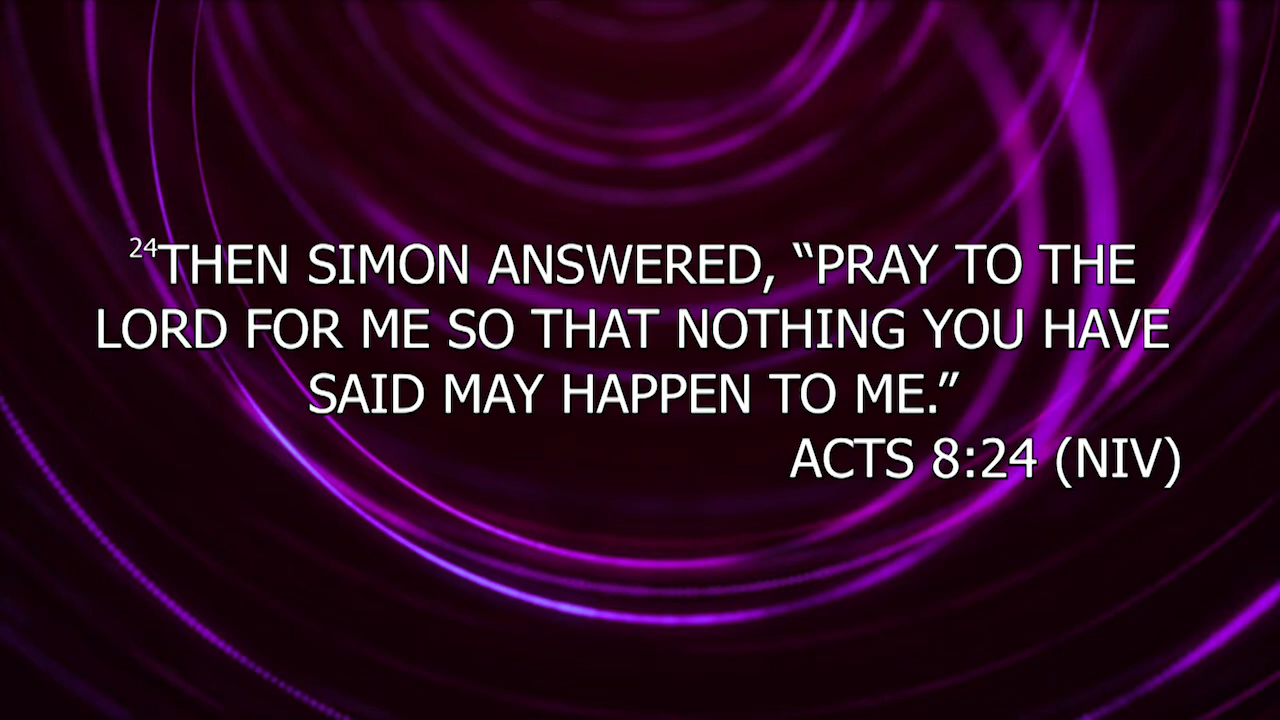 24THEN SIMON ANSWERED, “PRAY TO THE
LORD FOR ME SO THAT NOTHING YOU HAVE
SAID MAY HAPPEN TO ME.”
ACTS 8:24 (NIV)